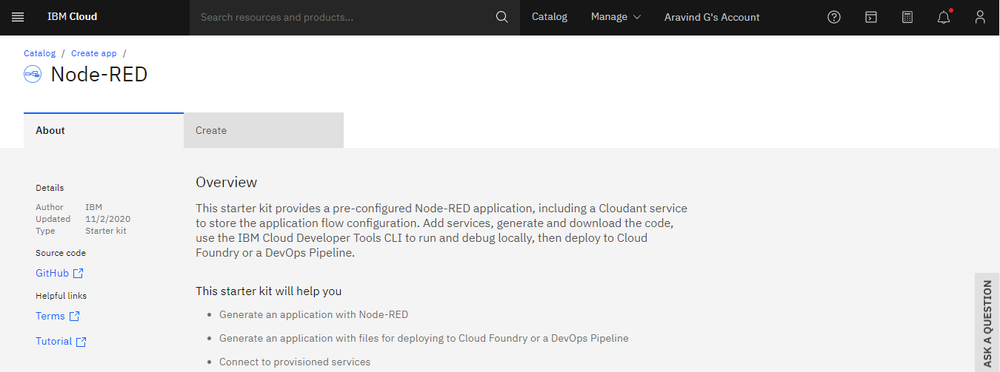 IBM Cloud
Search resources and products...
Catalog
Manage
Aravind G's Account
Catalog / Create app /
Node-RED
About
Create
Details
Author IBM
Updated 11/2/2020
Type Starter kit
Source code
GitHub
Helpful links
Terms
Tutorial
Overview
This starter kit provides a pre-configured Node-RED application, including a Cloudant service
to store the application flow configuration. Add services, generate and download the code,
use the IBM Cloud Developer Tools CLI to run and debug locally, then deploy to Cloud
Foundry or a DevOps Pipeline.
This starter kit will help you
• Generate an application with Node-RED
• Generate an application with files for deploying to Cloud Foundry or a DevOps Pipeline
• Connect to provisioned services
ASK A QUESTION